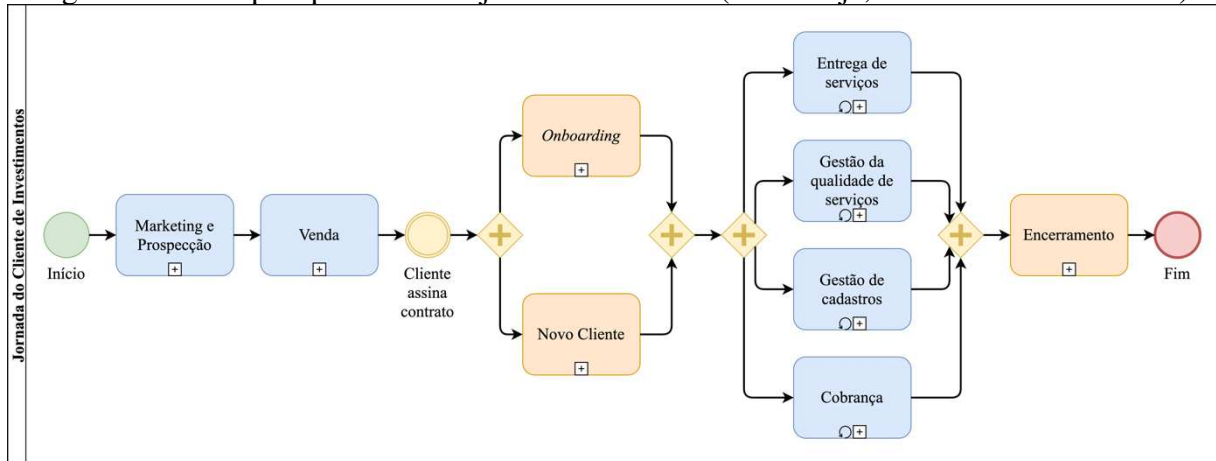 Jornada do Cliente de Investimentos
Início
Marketing e
Prospecção
Venda
Cliente
assina
contrato
Onboarding
Novo Cliente
Entrega de
serviços
Gestão da
qualidade de
serviços
Gestão de
cadastros
Cobrança
Encerramento
Fim